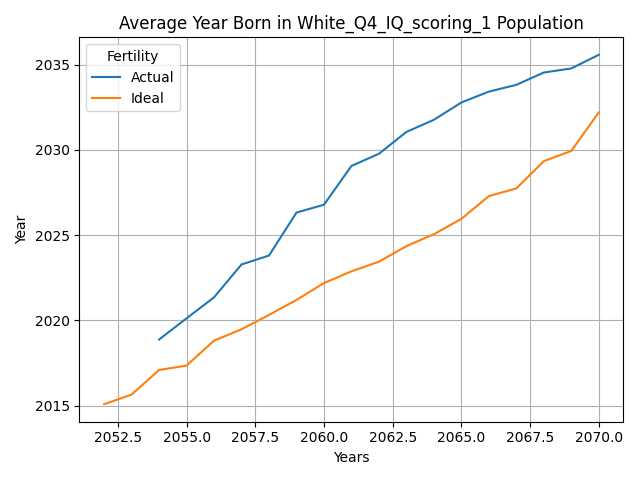 Average Year Born in White_Q4_IQ_scoring_1 Population
Fertility
Actual
Ideal
Year
2035
2030
2025
2020
2015
2052.5 2055.0 2057.5 2060.0 2062.5 2065.0 2067.5 2070.0
Years